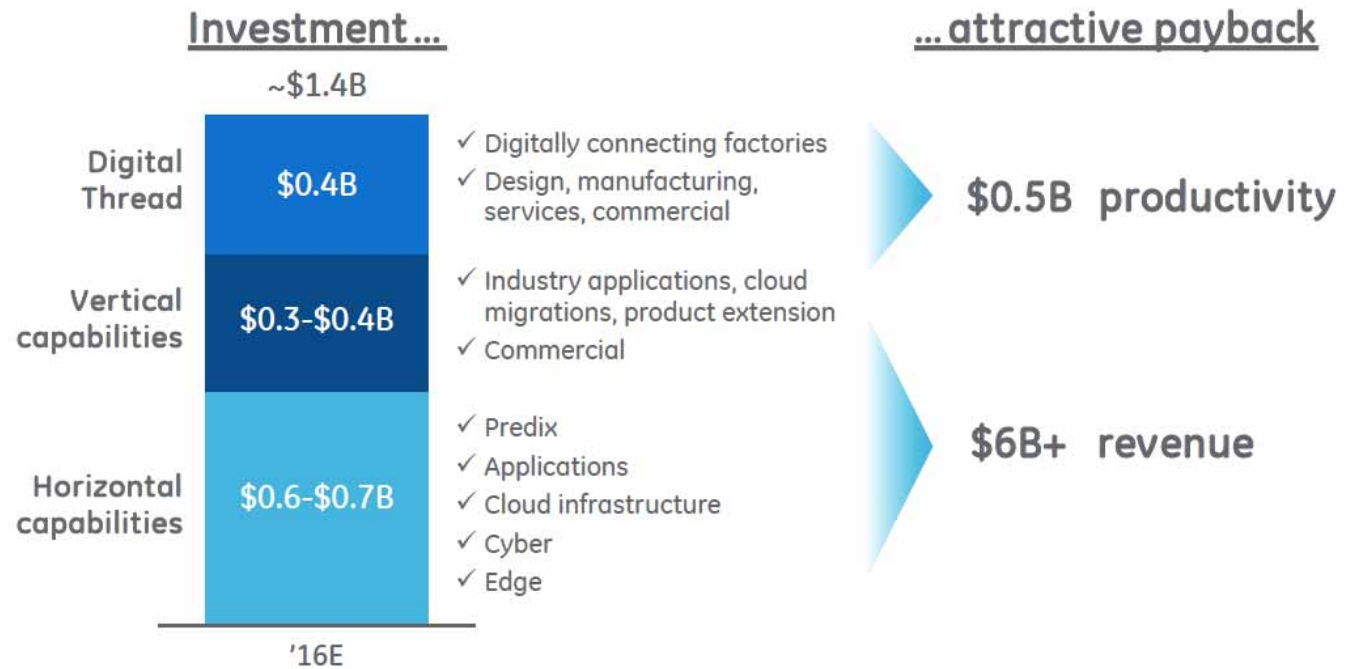 Investment...
...attractive payback
~$1.4B
Digital
Thread
$0.4B
✓ Digitally connecting factories
✓ Design, manufacturing,
services, commercial
$0.5B productivity
Vertical
capabilities
$0.3-$0.4B
✓ Industry applications, cloud
migrations, product extension
✓ Commercial
Horizontal
capabilities
$0.6-$0.7B
✓ Predix
✓ Applications
✓ Cloud infrastructure
✓ Cyber
✓ Edge
$6B+ revenue
'16E